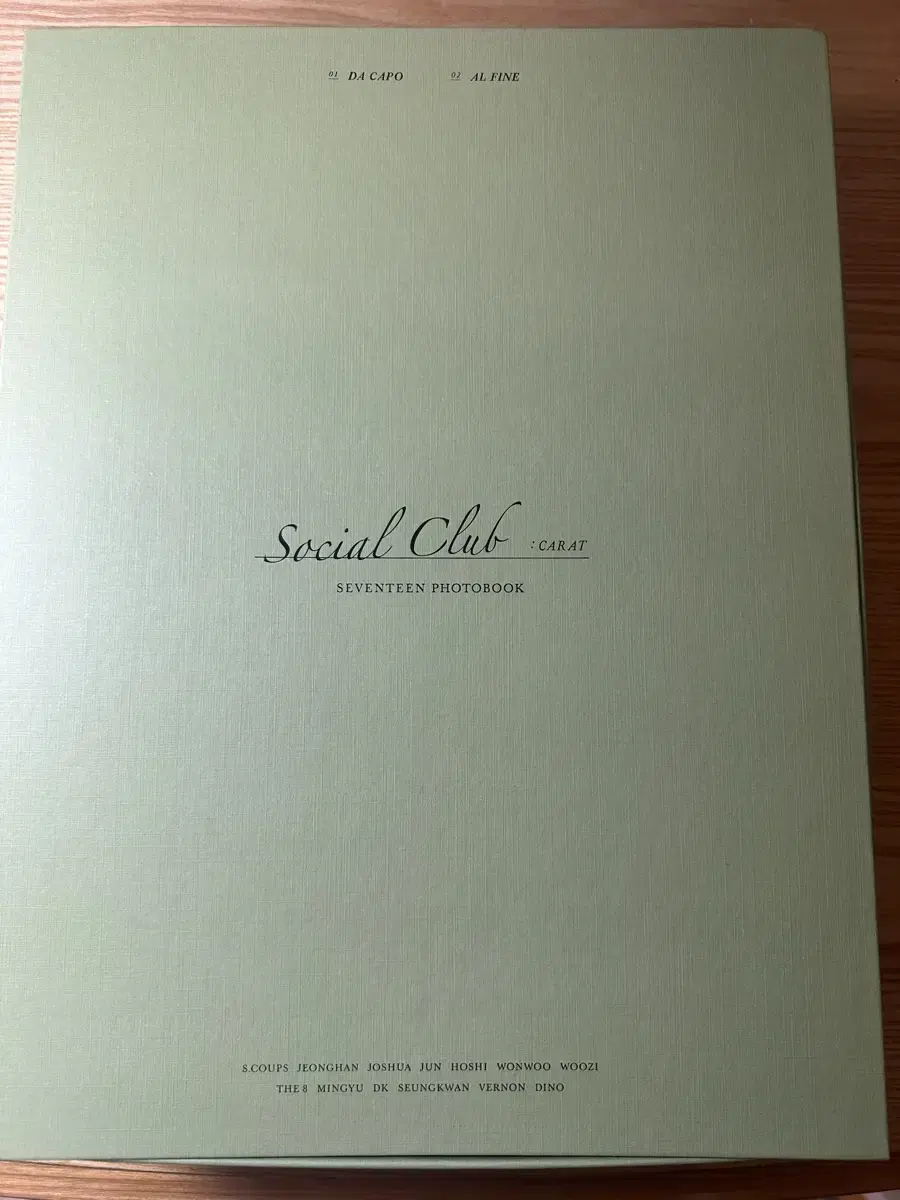 01 DA CAPO 02 AL FINE
Social Club : CARAT
SEVENTEEN PHOTOBOOK
S.COUPS JEONGHAN JOSHUA JUN HOSHI WONWOO WOOZI
THE 8 MINGYU DK SEUNGKWAN VERNON DINO